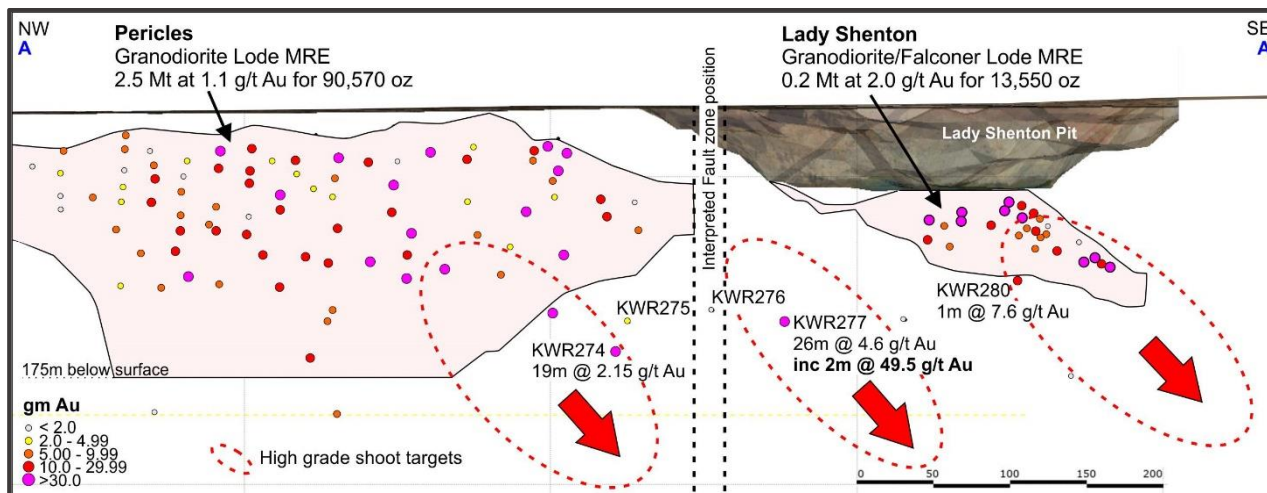 NW
A
Pericles
Granodiorite Lode MRE
2.5 Mt at 1.1 g/t Au for 90,570 oz
Interpreted Fault zone position
Lady Shenton
Granodiorite/Falconer Lode MRE
0.2 Mt at 2.0 g/t Au for 13,550 oz
SE
A
Lady Shenton Pit
KWR275
KWR276
KWR274
19m @ 2.15 g/t Au
KWR277
26m @ 4.6 g/t Au
inc 2m @ 49.5 g/t Au
KWR280
1m @ 7.6 g/t Au
175m below surface
gm Au
< 2.0
2.0 - 4.99
5.00 - 9.99
10.0 - 29.99
>30.0
High grade shoot targets
0 50 100 150 200